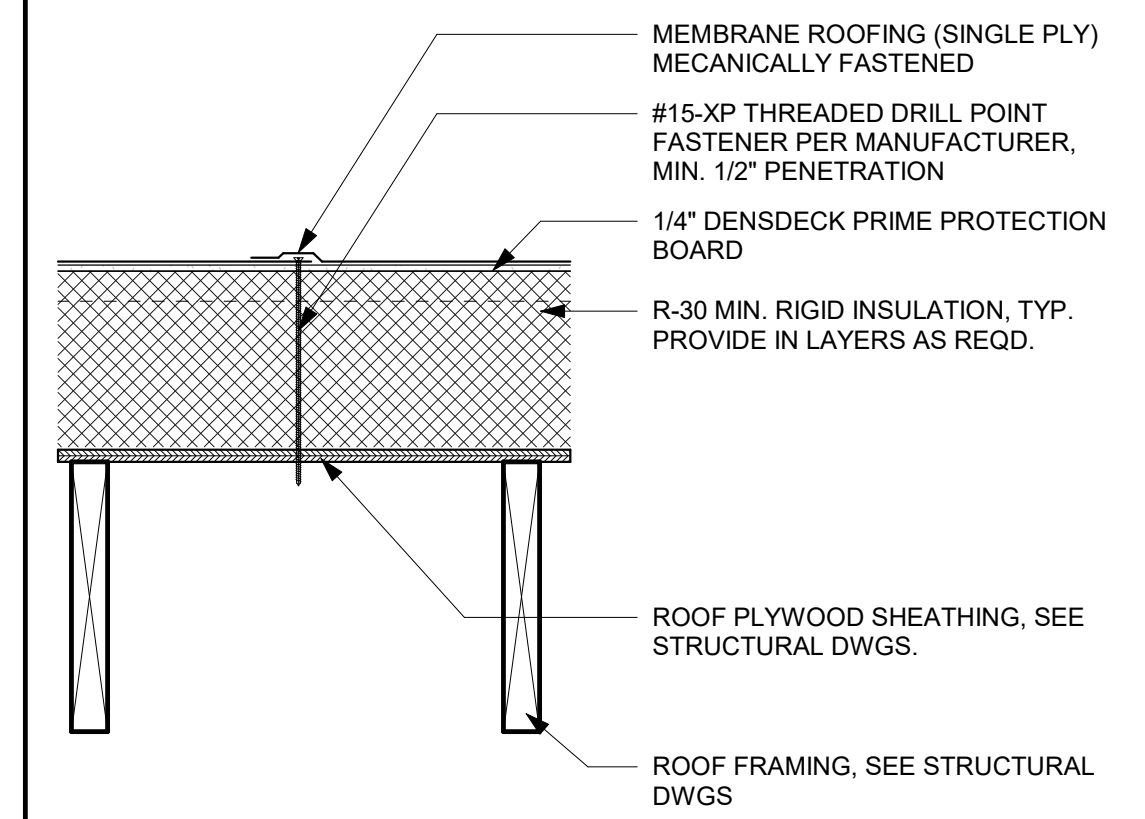 MEMBRANE ROOFING (SINGLE PLY)
MECANICALLY FASTENED
#15-XP THREADED DRILL POINT
FASTENER PER MANUFACTURER,
MIN. 1/2" PENETRATION
1/4" DENSDECK PRIME PROTECTION
BOARD
R-30 MIN. RIGID INSULATION, TYP.
PROVIDE IN LAYERS AS REQD.
ROOF PLYWOOD SHEATHING, SEE
STRUCTURAL DWGS.
ROOF FRAMING, SEE STRUCTURAL
DWGS